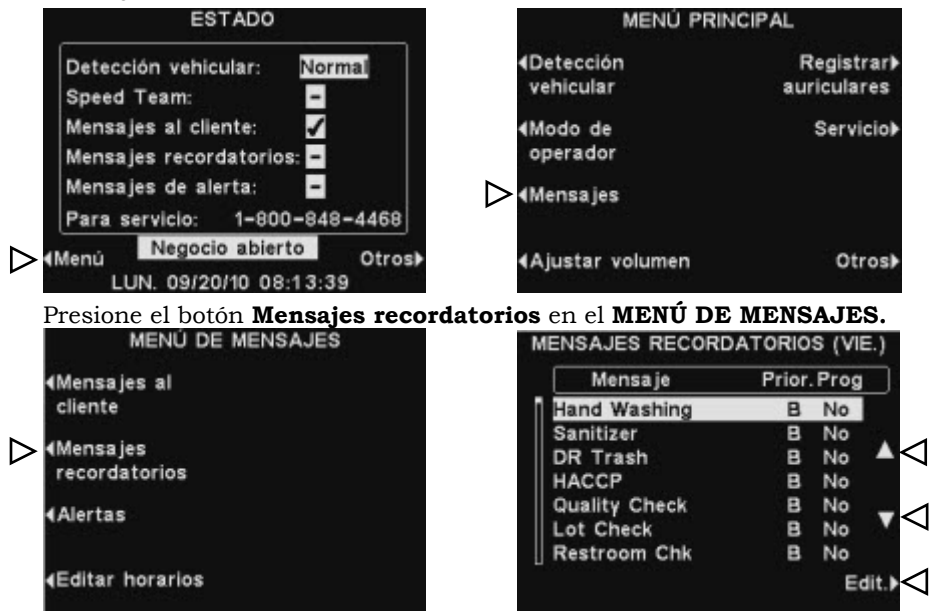 ESTADO
Detección vehicular: Normal
Speed Team: –
Mensajes al cliente: ✓
Mensajes recordatorios: –
Mensajes de alerta: –
Para servicio: 1-800-848-4468
Negocio abierto
Menú
Otros
LUN. 09/20/10 08:13:39
MENÚ PRINCIPAL
Detección vehicular
Registrar auriculares
Modo de operador
Servicio
Mensajes
Ajustar volumen
Otros
Presione el botón Mensajes recordatorios en el MENÚ DE MENSAJES.
MENÚ DE MENSAJES
Mensajes al
cliente
Mensajes
recordatorios
Alertas
Editar horarios
MENSAJES RECORDATORIOS (VIE.)
Mensaje Prior. Prog
Hand Washing B No
Sanitizer B No
DR Trash B No
HACCP B No
Quality Check B No
Lot Check B No
Restroom Chk B No
Edit.